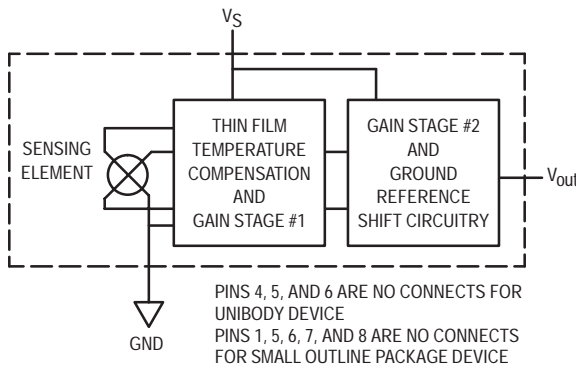 VS
SENSING
ELEMENT
THIN FILM
TEMPERATURE
COMPENSATION
AND
GAIN STAGE #1
GAIN STAGE #2
AND
GROUND
REFERENCE
SHIFT CIRCUITRY
Vout
GND
PINS 4, 5, AND 6 ARE NO CONNECTS FOR
UNIBODY DEVICE
PINS 1, 5, 6, 7, AND 8 ARE NO CONNECTS
FOR SMALL OUTLINE PACKAGE DEVICE